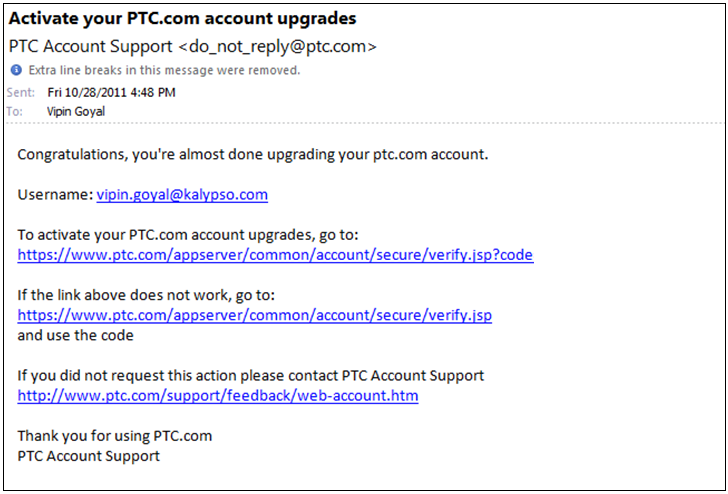 Activate your PTC.com account upgrades
PTC Account Support <do_not_reply@ptc.com>
Extra line breaks in this message were removed.
Sent: Fri 10/28/2011 4:48 PM
To: Vipin Goyal
Congratulations, you're almost done upgrading your ptc.com account.
Username: vipin.goyal@kalypso.com
To activate your PTC.com account upgrades, go to:
https://www.ptc.com/appserver/common/account/secure/verify.jsp?code
If the link above does not work, go to:
https://www.ptc.com/appserver/common/account/secure/verify.jsp
and use the code
If you did not request this action please contact PTC Account Support
http://www.ptc.com/support/feedback/web-account.htm
Thank you for using PTC.com
PTC Account Support